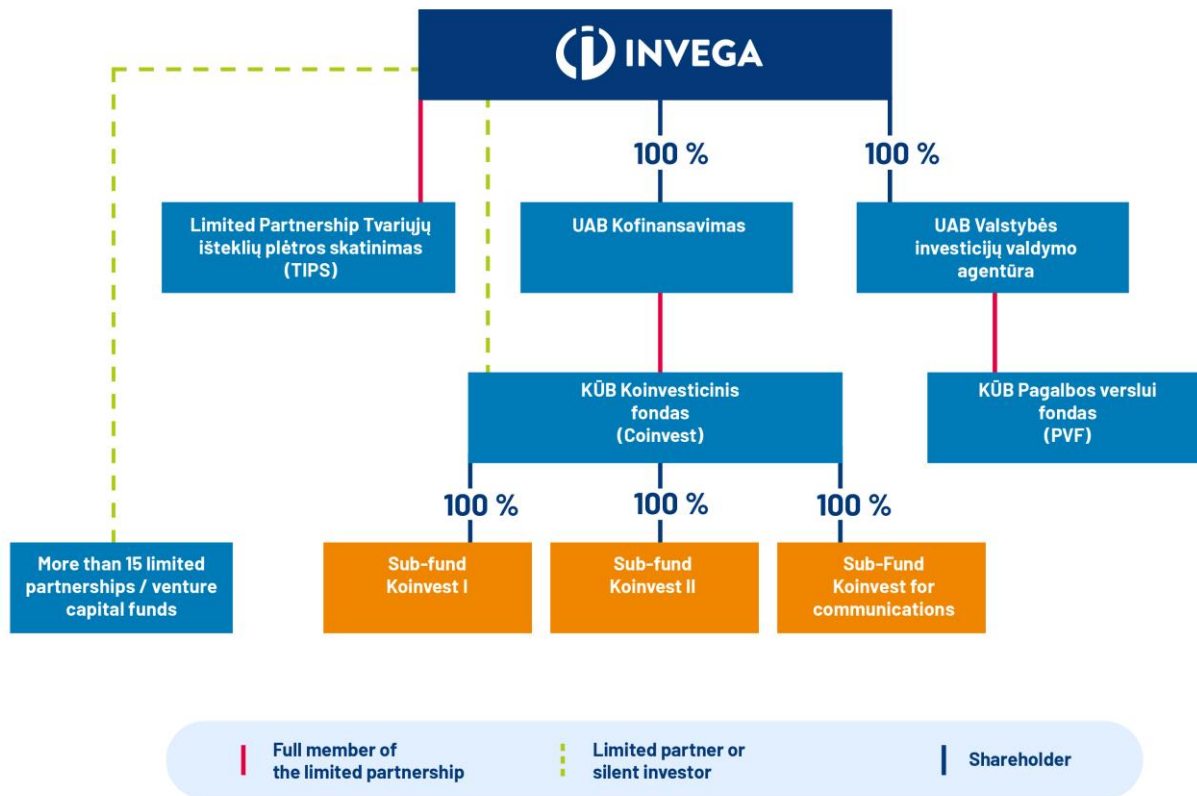 INVEGA
100 %
100 %
Limited Partnership Tvariųjų
išteklių plėtros skatinimas
(TIPS)
UAB Kofinansavimas
UAB Valstybės
investicijų valdymo
agentūra
KŪB Koinvesticinis
fondas
(Coinvest)
KŪB Pagalbos verslui
fondas
(PVF)
100 %
100 %
100 %
More than 15 limited
partnerships / venture
capital funds
Sub-fund
Koinvest I
Sub-fund
Koinvest II
Sub-Fund
Koinvest for
communications
Full member of
the limited partnership
Limited partner or
silent investor
Shareholder